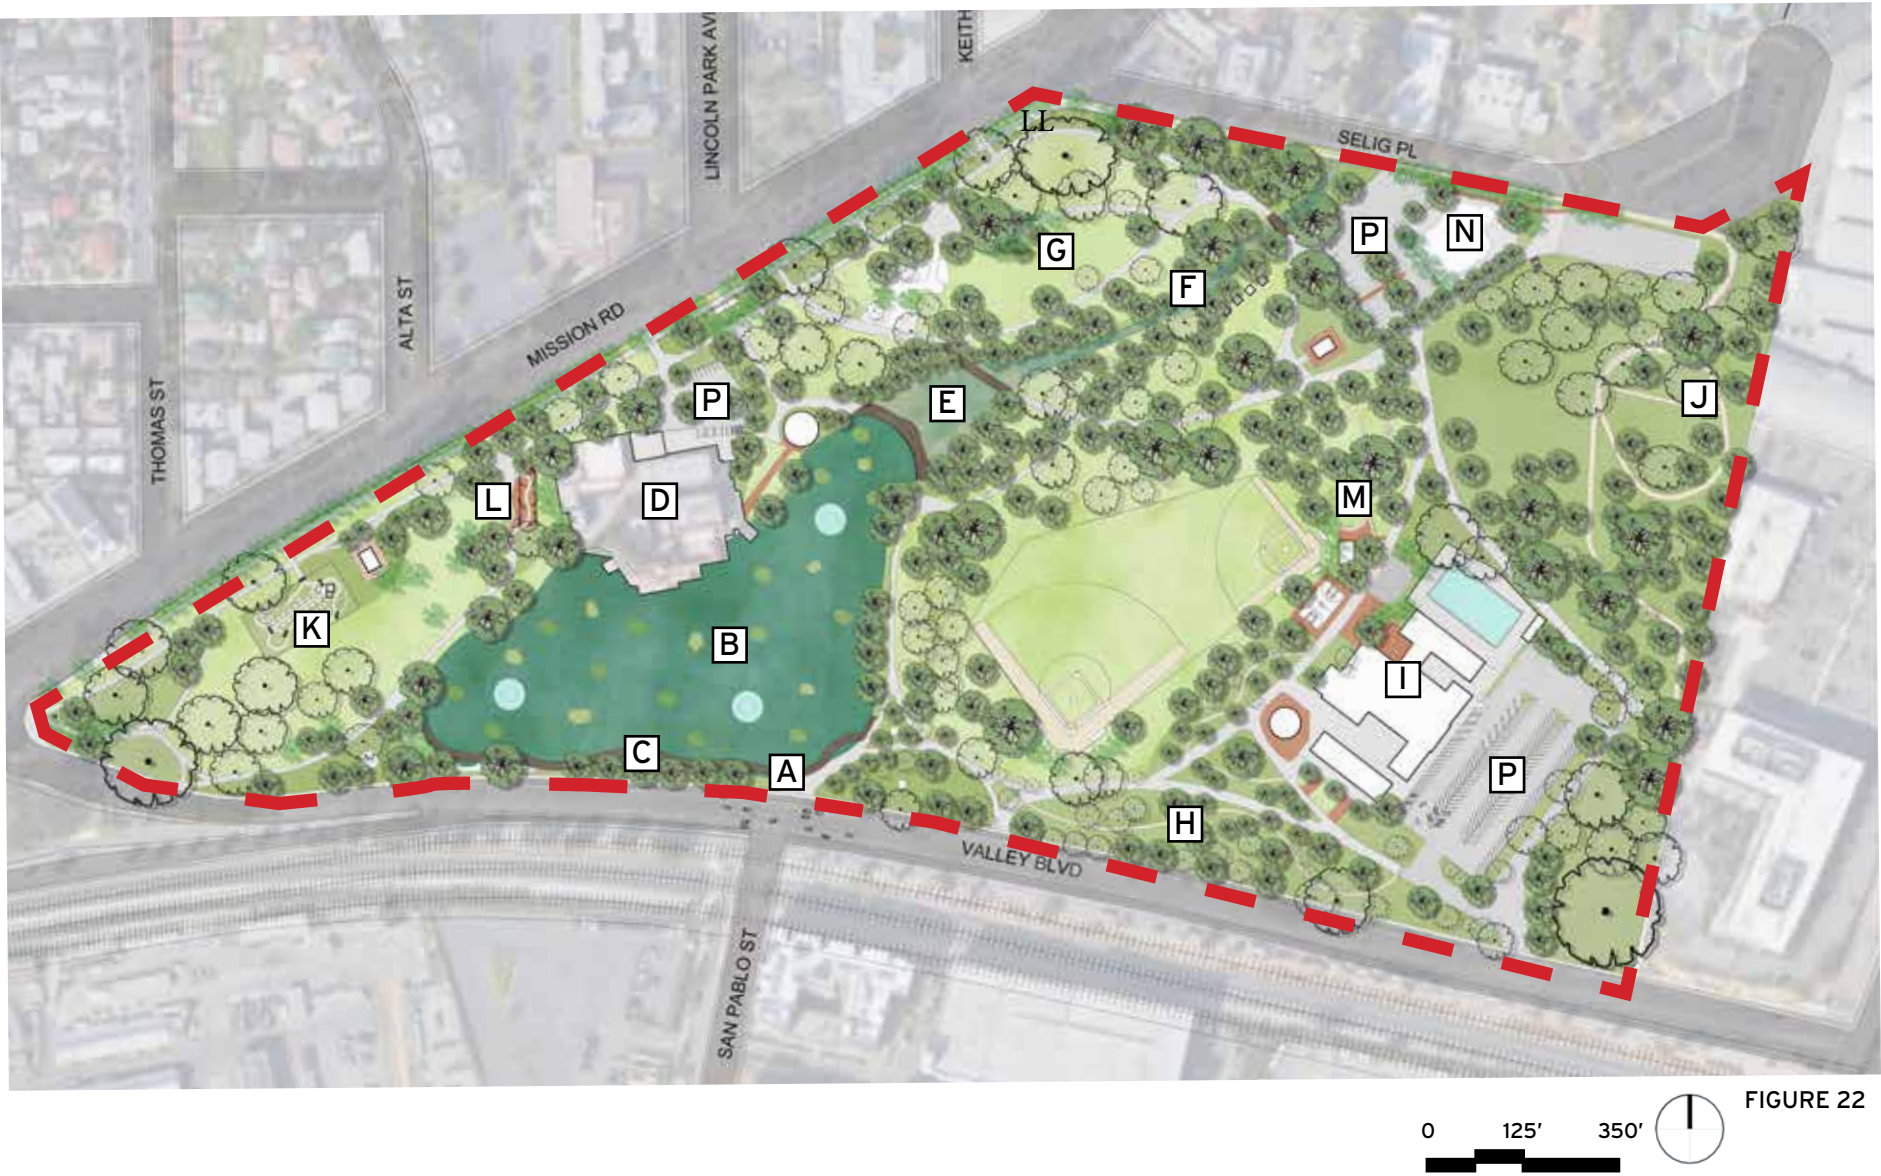 LINCOLN PARK AV
KEITH
LL
SELIG PL
P
N
G
F
ALTA ST
MISSION RD
THOMAS ST
P
E
J
L
D
M
K
B
I
C
A
P
H
VALLEY BLVD
SAN PABLO ST
FIGURE 22
0 125' 350'